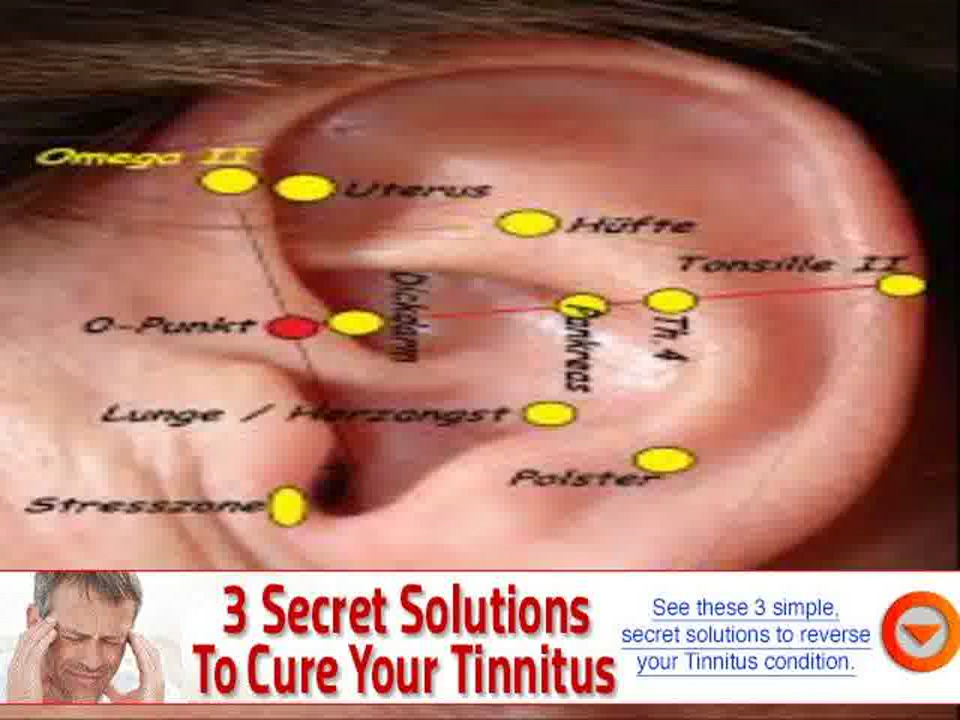 Omega II
Uterus
Hüfte
Tonsille II
Dickdarm
O-Punkt
Pankreas
Th.4
Lunge / Herzangst
Polster
Stresszone
3 Secret Solutions
To Cure Your Tinnitus
See these 3 simple,
secret solutions to reverse
your Tinnitus condition.